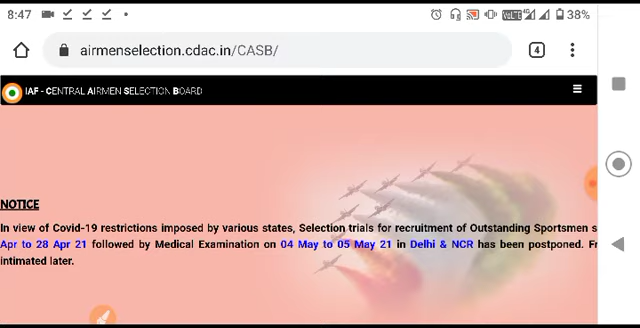 8:47
38%
airmenselection.cdac.in/CASB/
4
IAF - CENTRAL AIRMEN SELECTION BOARD
NOTICE
In view of Covid-19 restrictions imposed by various states, Selection trials for recruitment of Outstanding Sportsmen s
Apr to 28 Apr 21 followed by Medical Examination on 04 May to 05 May 21 in Delhi & NCR has been postponed. Fr
intimated later.